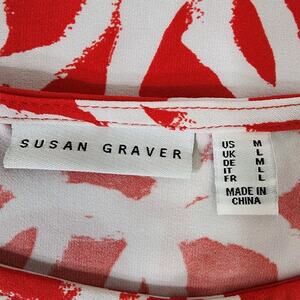 SUSAN GRAVER
US M
UK L
DE M
IT L
FR L
MADE IN
CHINA